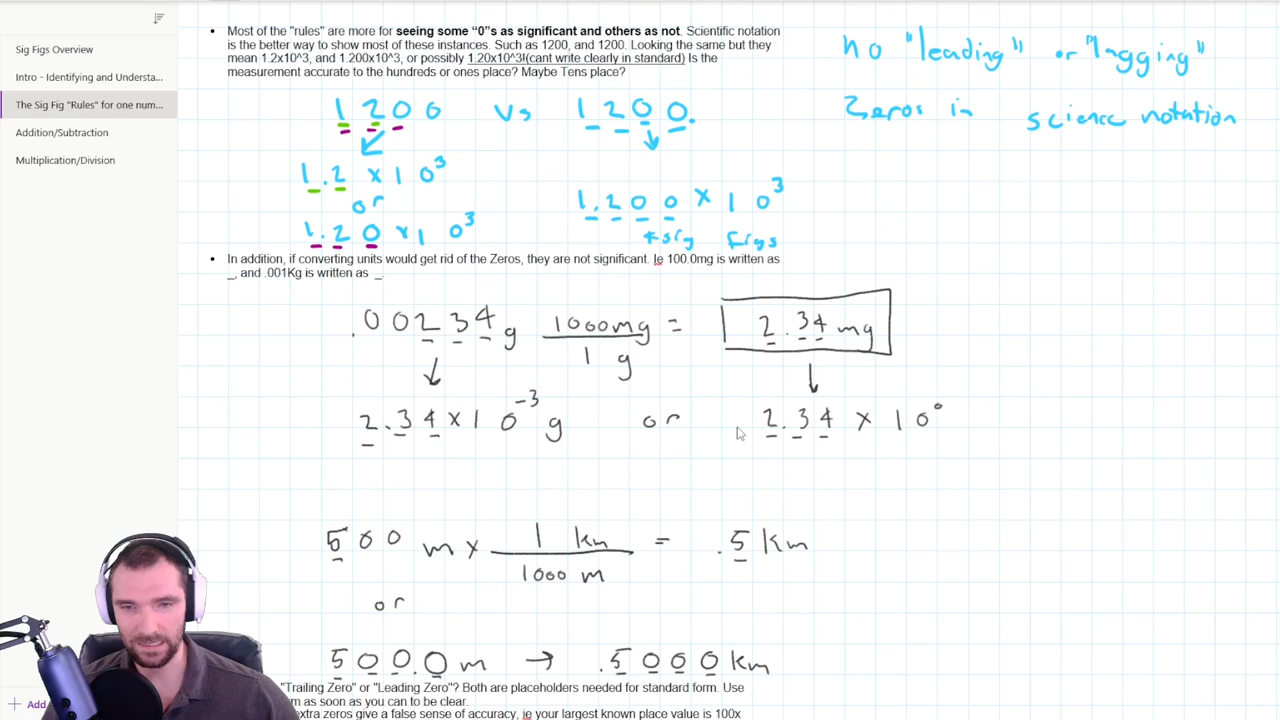 Sig Figs Overview
Intro - Identifying and Understa...
The Sig Fig "Rules" for one num...
Addition/Subtraction
Multiplication/Division
Add
Most of the "rules" are more for seeing some “0”s as significant and others as not. Scientific notation
is the better way to show most of these instances. Such as 1200, and 1200. Looking the same but they
mean 1.2x10^3, and 1.200x10^3, or possibly 1.20x10^3!(cant write clearly in standard) Is the
measurement accurate to the hundreds or ones place? Maybe Tens place?
no "leading" or "lagging"
Zeros in science notation
1200 vs 1200.
1.2 x 10^3
or
1.20 x 10^3
1.200 x 10^3
4 sig figs
In addition, if converting units would get rid of the Zeros, they are not significant. Ie 100.0mg is written as
_, and .001Kg is written as _.
.00234g 1000mg / 1 g = 2.34 mg
2.34 x 10^-3 g or 2.34 x 10^0
500 m x 1 km / 1000 m = .5 Km
or
500.0 m → .5000 km
"Trailing Zero" or "Leading Zero"? Both are placeholders needed for standard form. Use
m as soon as you can to be clear.
extra zeros give a false sense of accuracy, ie your largest known place value is 100x